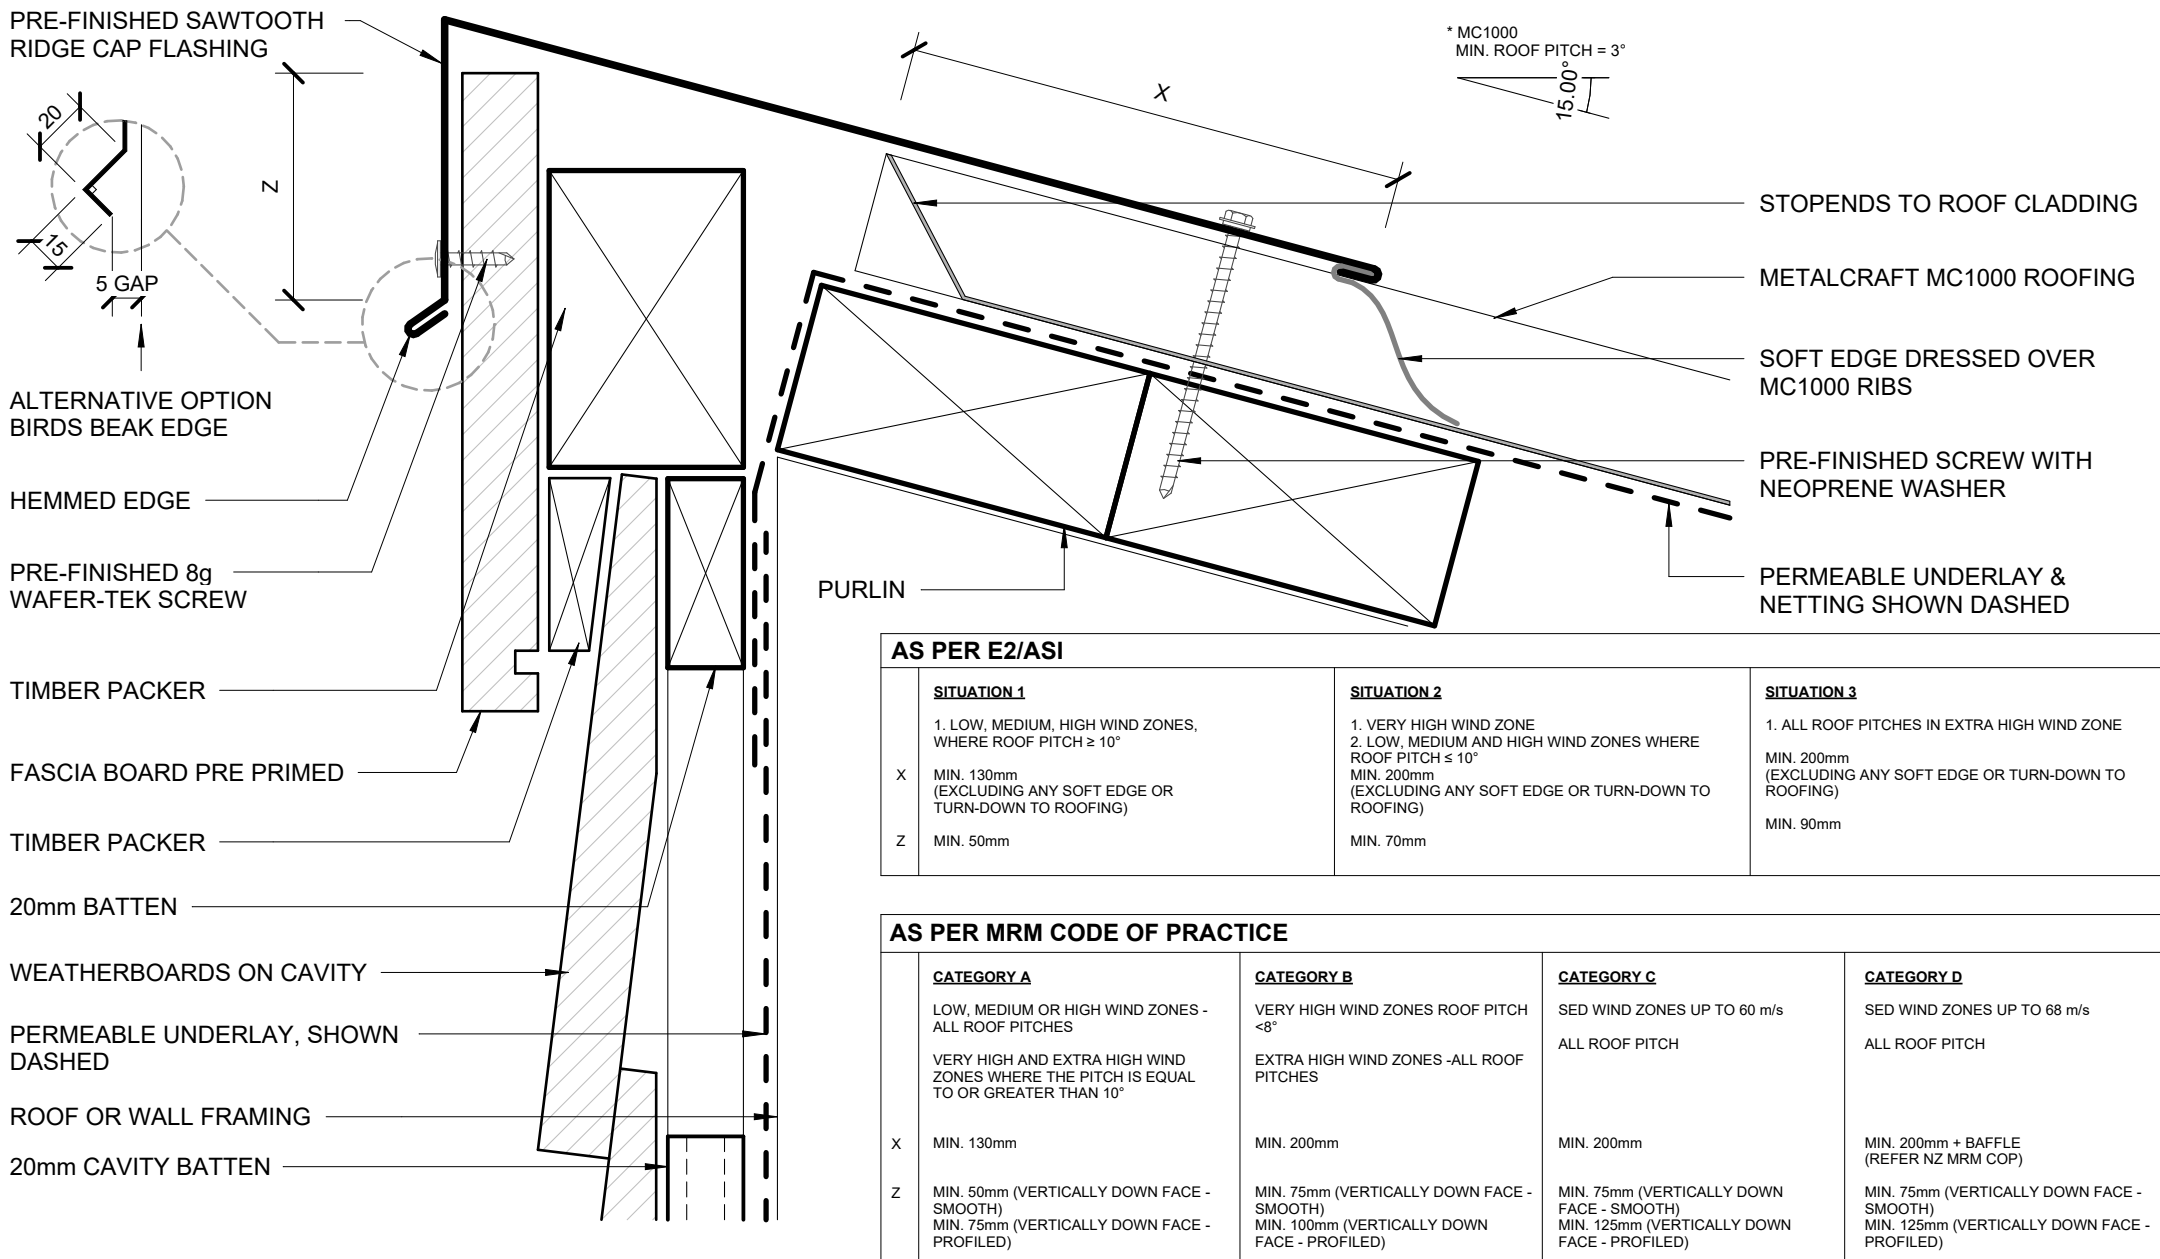 PRE-FINISHED SAWTOOTH
RIDGE CAP FLASHING
20
15
5 GAP
Z
ALTERNATIVE OPTION
BIRDS BEAK EDGE
HEMMED EDGE
PRE-FINISHED 8g
WAFER-TEK SCREW
TIMBER PACKER
FASCIA BOARD PRE PRIMED
TIMBER PACKER
20mm BATTEN
WEATHERBOARDS ON CAVITY
PERMEABLE UNDERLAY, SHOWN
DASHED
ROOF OR WALL FRAMING
20mm CAVITY BATTEN
X
* MC1000
MIN. ROOF PITCH = 3°
15.00°
STOPENDS TO ROOF CLADDING
METALCRAFT MC1000 ROOFING
SOFT EDGE DRESSED OVER
MC1000 RIBS
PRE-FINISHED SCREW WITH
NEOPRENE WASHER
PERMEABLE UNDERLAY &
NETTING SHOWN DASHED
PURLIN
AS PER E2/ASI
SITUATION 1
1. LOW, MEDIUM, HIGH WIND ZONES,
WHERE ROOF PITCH ≥ 10°
X
MIN. 130mm
(EXCLUDING ANY SOFT EDGE OR
TURN-DOWN TO ROOFING)
Z
MIN. 50mm
SITUATION 2
1. VERY HIGH WIND ZONE
2. LOW, MEDIUM AND HIGH WIND ZONES WHERE
ROOF PITCH ≤ 10°
MIN. 200mm
(EXCLUDING ANY SOFT EDGE OR TURN-DOWN TO
ROOFING)
MIN. 70mm
SITUATION 3
1. ALL ROOF PITCHES IN EXTRA HIGH WIND ZONE
MIN. 200mm
(EXCLUDING ANY SOFT EDGE OR TURN-DOWN TO
ROOFING)
MIN. 90mm
AS PER MRM CODE OF PRACTICE
CATEGORY A
LOW, MEDIUM OR HIGH WIND ZONES -
ALL ROOF PITCHES
VERY HIGH AND EXTRA HIGH WIND
ZONES WHERE THE PITCH IS EQUAL
TO OR GREATER THAN 10°
X
MIN. 130mm
Z
MIN. 50mm (VERTICALLY DOWN FACE -
SMOOTH)
MIN. 75mm (VERTICALLY DOWN FACE -
PROFILED)
CATEGORY B
VERY HIGH WIND ZONES ROOF PITCH
<8°
EXTRA HIGH WIND ZONES -ALL ROOF
PITCHES
MIN. 200mm
MIN. 75mm (VERTICALLY DOWN FACE -
SMOOTH)
MIN. 100mm (VERTICALLY DOWN
FACE - PROFILED)
CATEGORY C
SED WIND ZONES UP TO 60 m/s
ALL ROOF PITCH
MIN. 200mm
MIN. 75mm (VERTICALLY DOWN
FACE - SMOOTH)
MIN. 125mm (VERTICALLY DOWN
FACE - PROFILED)
CATEGORY D
SED WIND ZONES UP TO 68 m/s
ALL ROOF PITCH
MIN. 200mm + BAFFLE
(REFER NZ MRM COP)
MIN. 75mm (VERTICALLY DOWN FACE -
SMOOTH)
MIN. 125mm (VERTICALLY DOWN FACE -
PROFILED)